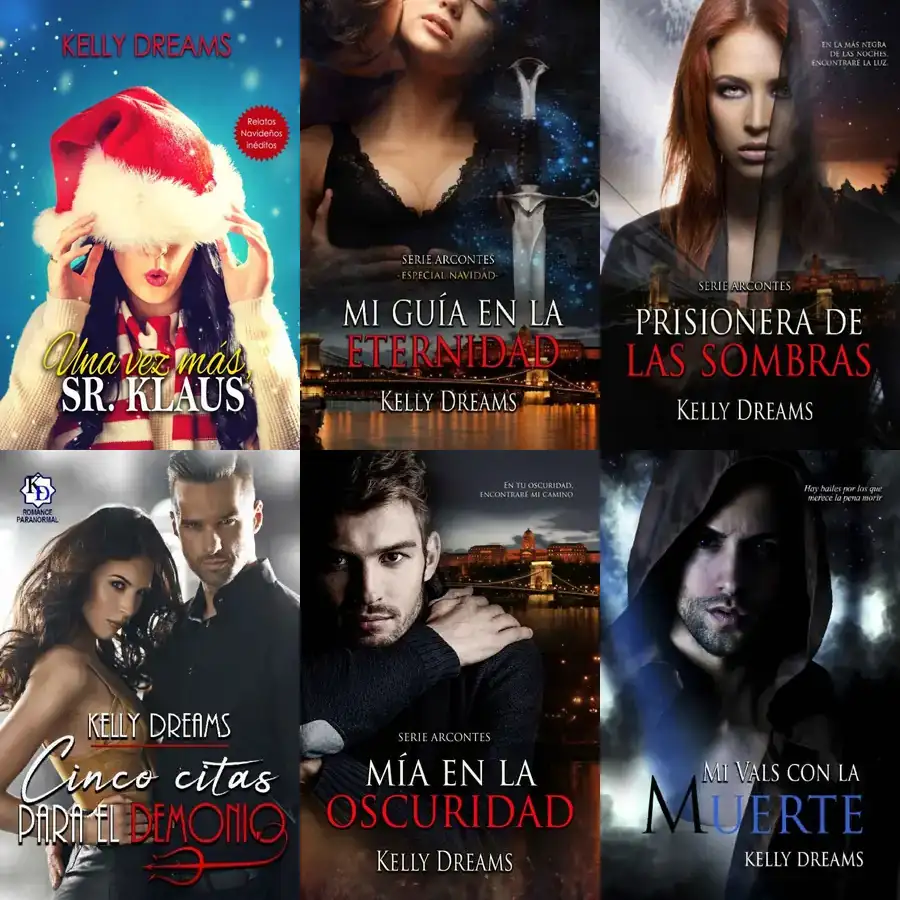 KELLY DREAMS
Relatos
Navideños
inéditos
Una vez más,
SR. KLAUS
SERIE ARCONTES
-ESPECIAL NAVIDAD-
MI GUÍA EN LA
ETERNIDAD
KELLY DREAMS
EN LA MÁS NEGRA
DE LAS NOCHES,
ENCONTRARÉ LA LUZ.
SERIE ARCONTES
PRISIONERA DE
LAS SOMBRAS
KELLY DREAMS
KD
ROMANCE
PARANORMAL
KELLY DREAMS
Cinco citas
PARA EL DEMONIO
EN TU OSCURIDAD,
ENCONTRARÉ MI CAMINO
SERIE ARCONTES
MÍA EN LA
OSCURIDAD
KELLY DREAMS
Hay bailes por los que
merece la pena morir
MI VALS CON LA
MUERTE
KELLY DREAMS